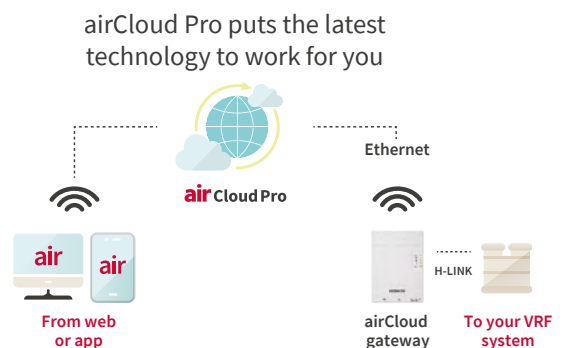 airCloud Pro puts the latest
technology to work for you
Ethernet
air Cloud Pro
air
air
H-LINK
From web
or app
airCloud
gateway
To your VRF
system